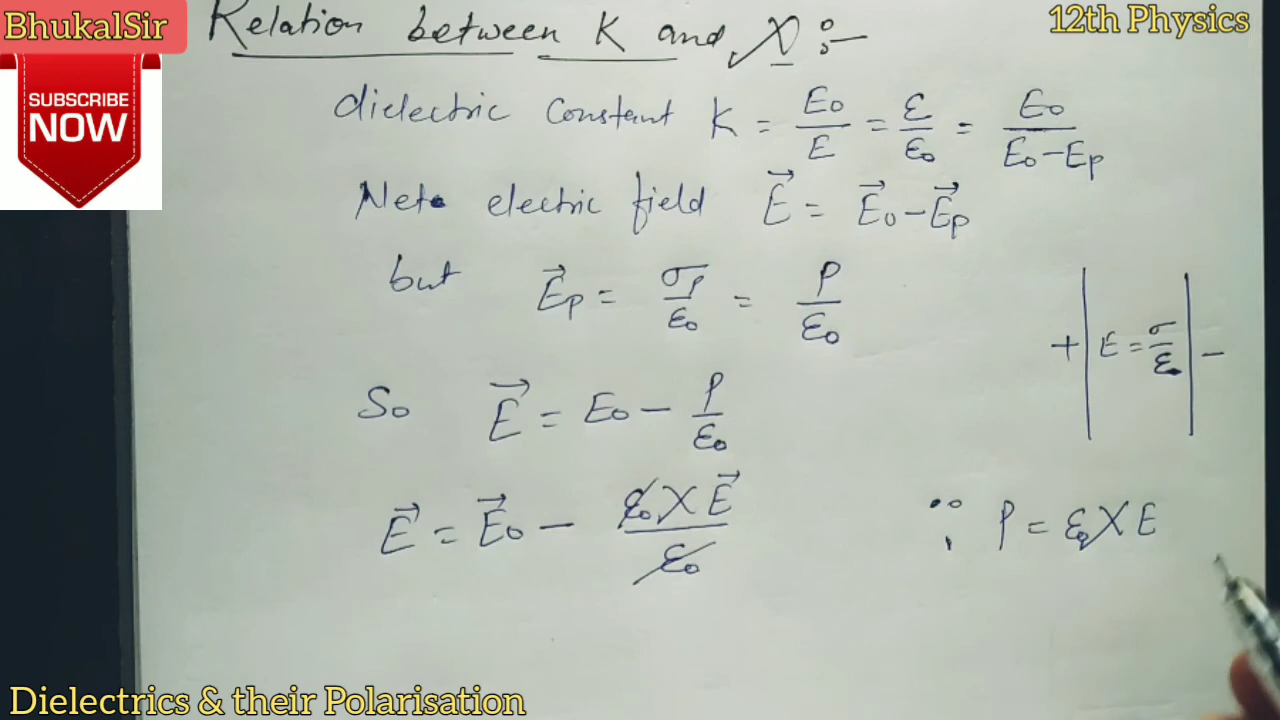 BhukalSir
12th Physics
SUBSCRIBE
NOW
Relation between K and χ :-
dielectric constant K = E₀/E = ε/ε₀ = E₀/(E₀-Ep)
Net electric field E⃗ = E⃗₀ - E⃗p
but E⃗p = σp/ε₀ = P/ε₀
+ | E = σ/ε₀ | -
So E⃗ = E₀ - P/ε₀
E⃗ = E⃗₀ - ε₀χE⃗/ε₀ ∵ P = ε₀χE
Dielectrics & their Polarisation